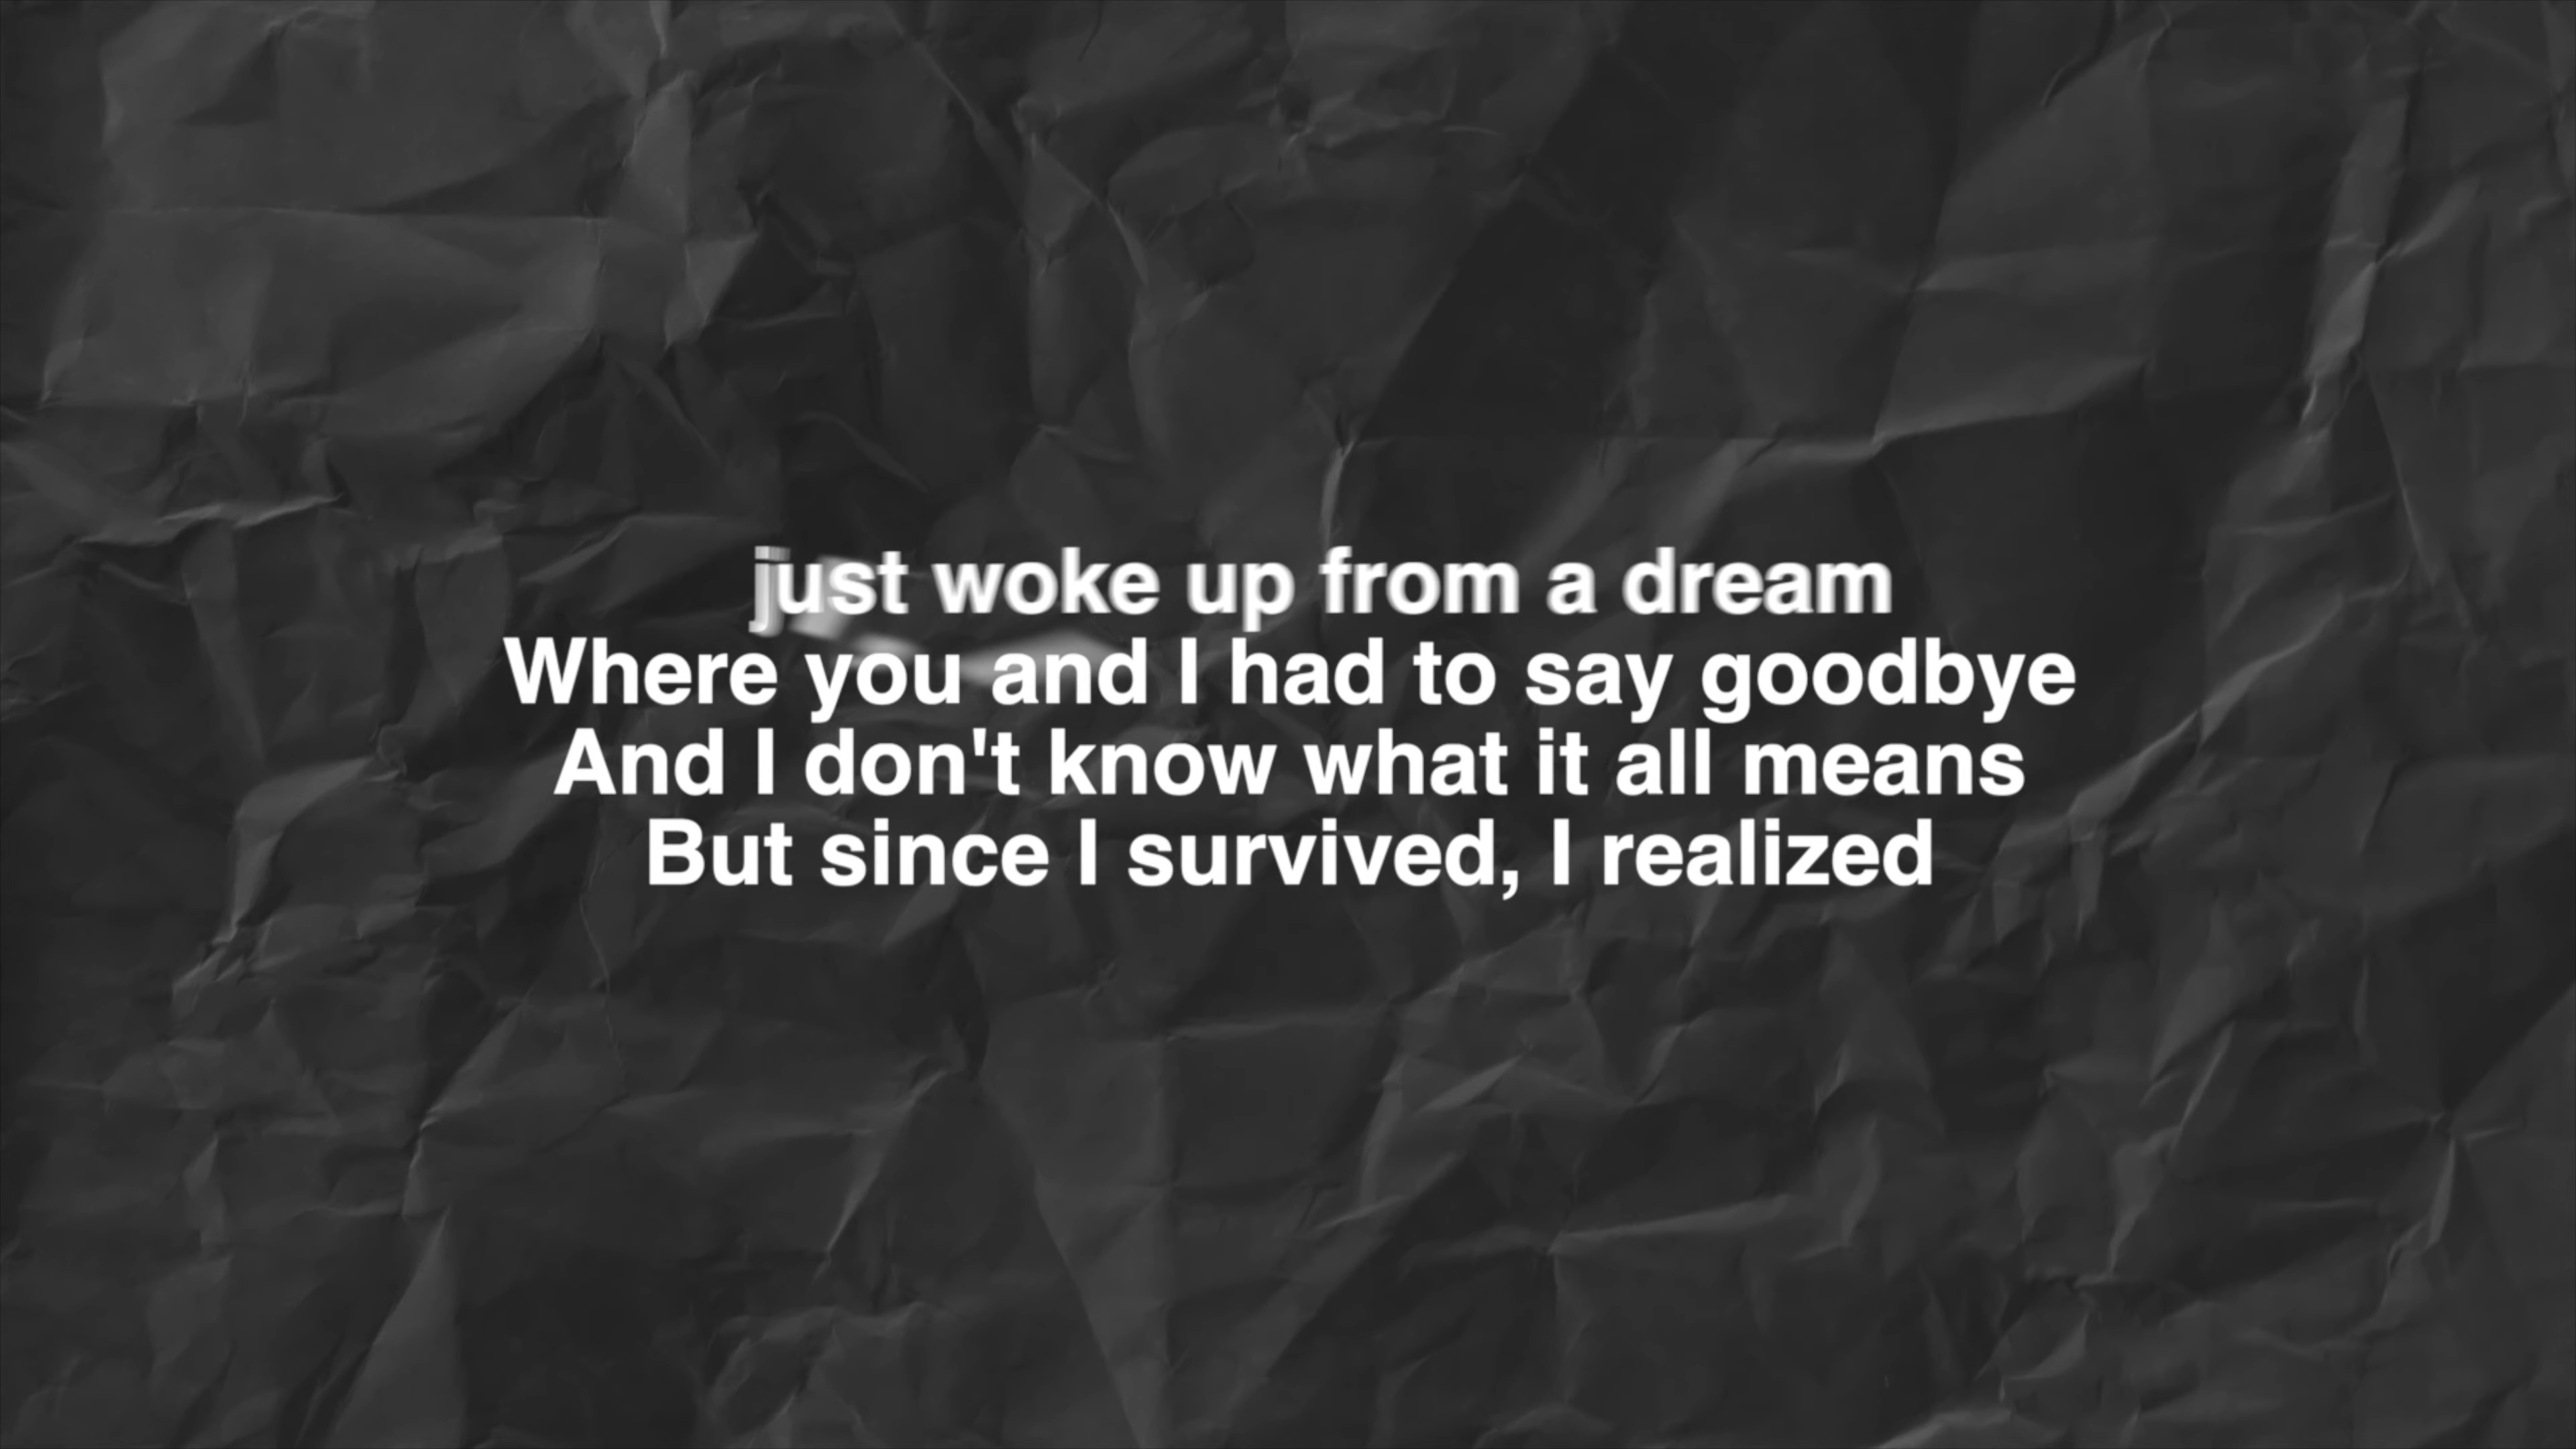 just woke up from a dream
Where you and I had to say goodbye
And I don't know what it all means
But since I survived, I realized